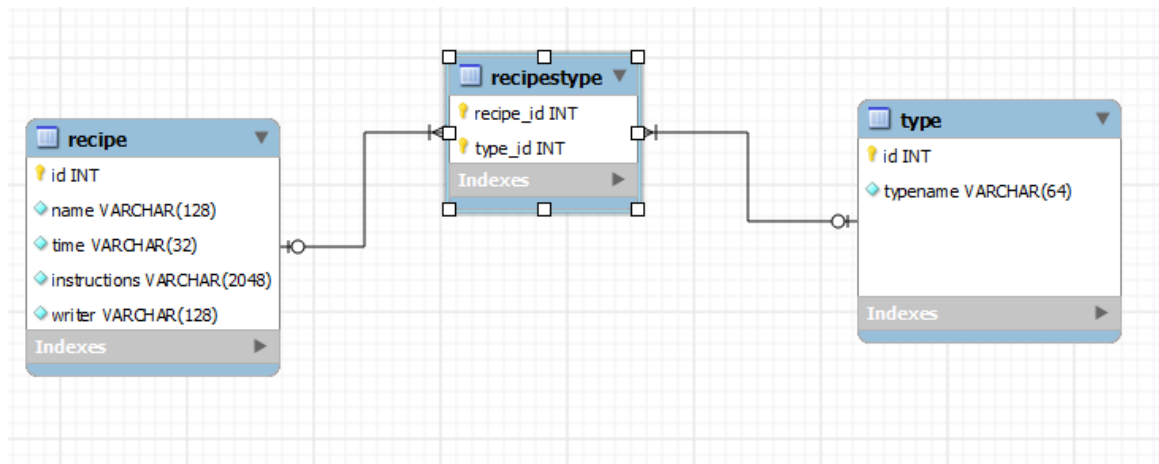 recipe
id INT
name VARCHAR(128)
time VARCHAR(32)
instructions VARCHAR(2048)
writer VARCHAR(128)
Indexes
recipestype
recipe_id INT
type_id INT
Indexes
type
id INT
typename VARCHAR(64)
Indexes